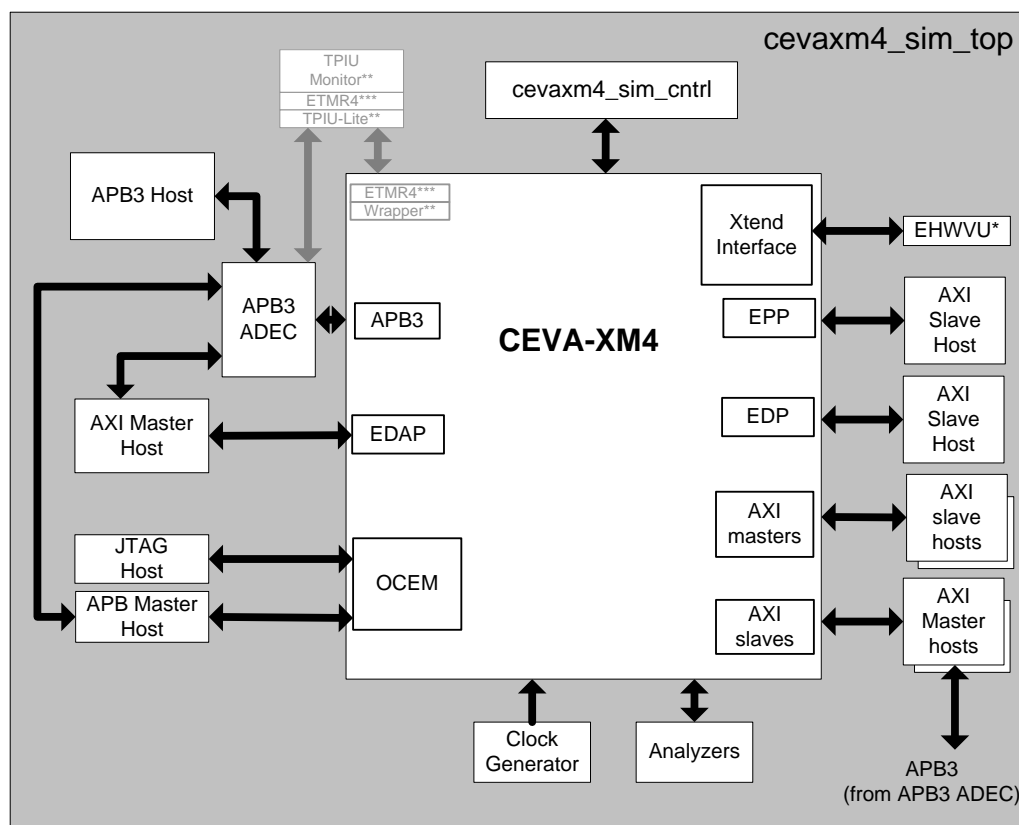 cevaxm4_sim_top
TPIU
Monitor**
ETMR4***
TPIU-Lite**
cevaxm4_sim_cntrl
APB3 Host
ETMR4***
Wrapper**
Xtend
Interface
EHWVU*
APB3
ADEC
APB3
CEVA-XM4
EPP
AXI
Slave
Host
AXI Master
Host
EDAP
EDP
AXI
Slave
Host
JTAG
Host
APB Master
Host
OCEM
AXI
masters
AXI
slave
hosts
AXI
slaves
AXI
Master
hosts
Clock
Generator
Analyzers
APB3
(from APB3 ADEC)